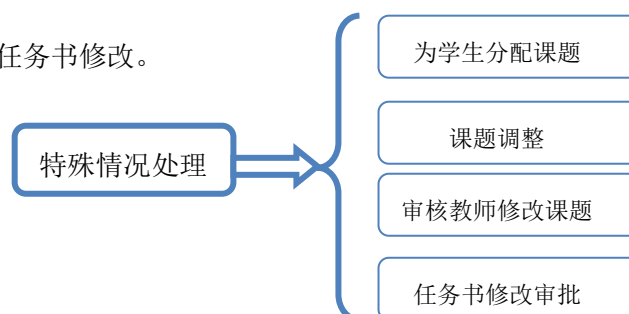 任务书修改。
为学生分配课题
课题调整
特殊情况处理
审核教师修改课题
任务书修改审批